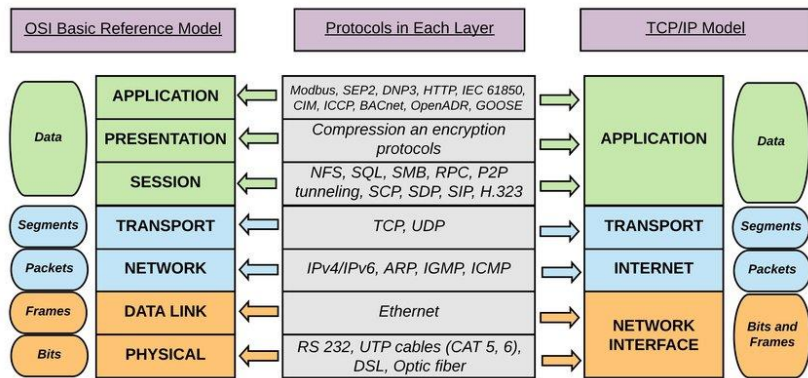 OSI Basic Reference Model
Protocols in Each Layer
TCP/IP Model
Data
APPLICATION
Modbus, SEP2, DNP3, HTTP, IEC 61850,
CIM, ICCP, BACnet, OpenADR, GOOSE
PRESENTATION
Compression an encryption
protocols
SESSION
NFS, SQL, SMB, RPC, P2P
tunneling, SCP, SDP, SIP, H.323
APPLICATION
Data
Segments
TRANSPORT
TCP, UDP
TRANSPORT
Segments
Packets
NETWORK
IPv4/IPv6, ARP, IGMP, ICMP
INTERNET
Packets
Frames
DATA LINK
Ethernet
Bits
PHYSICAL
RS 232, UTP cables (CAT 5, 6),
DSL, Optic fiber
NETWORK
INTERFACE
Bits and
Frames